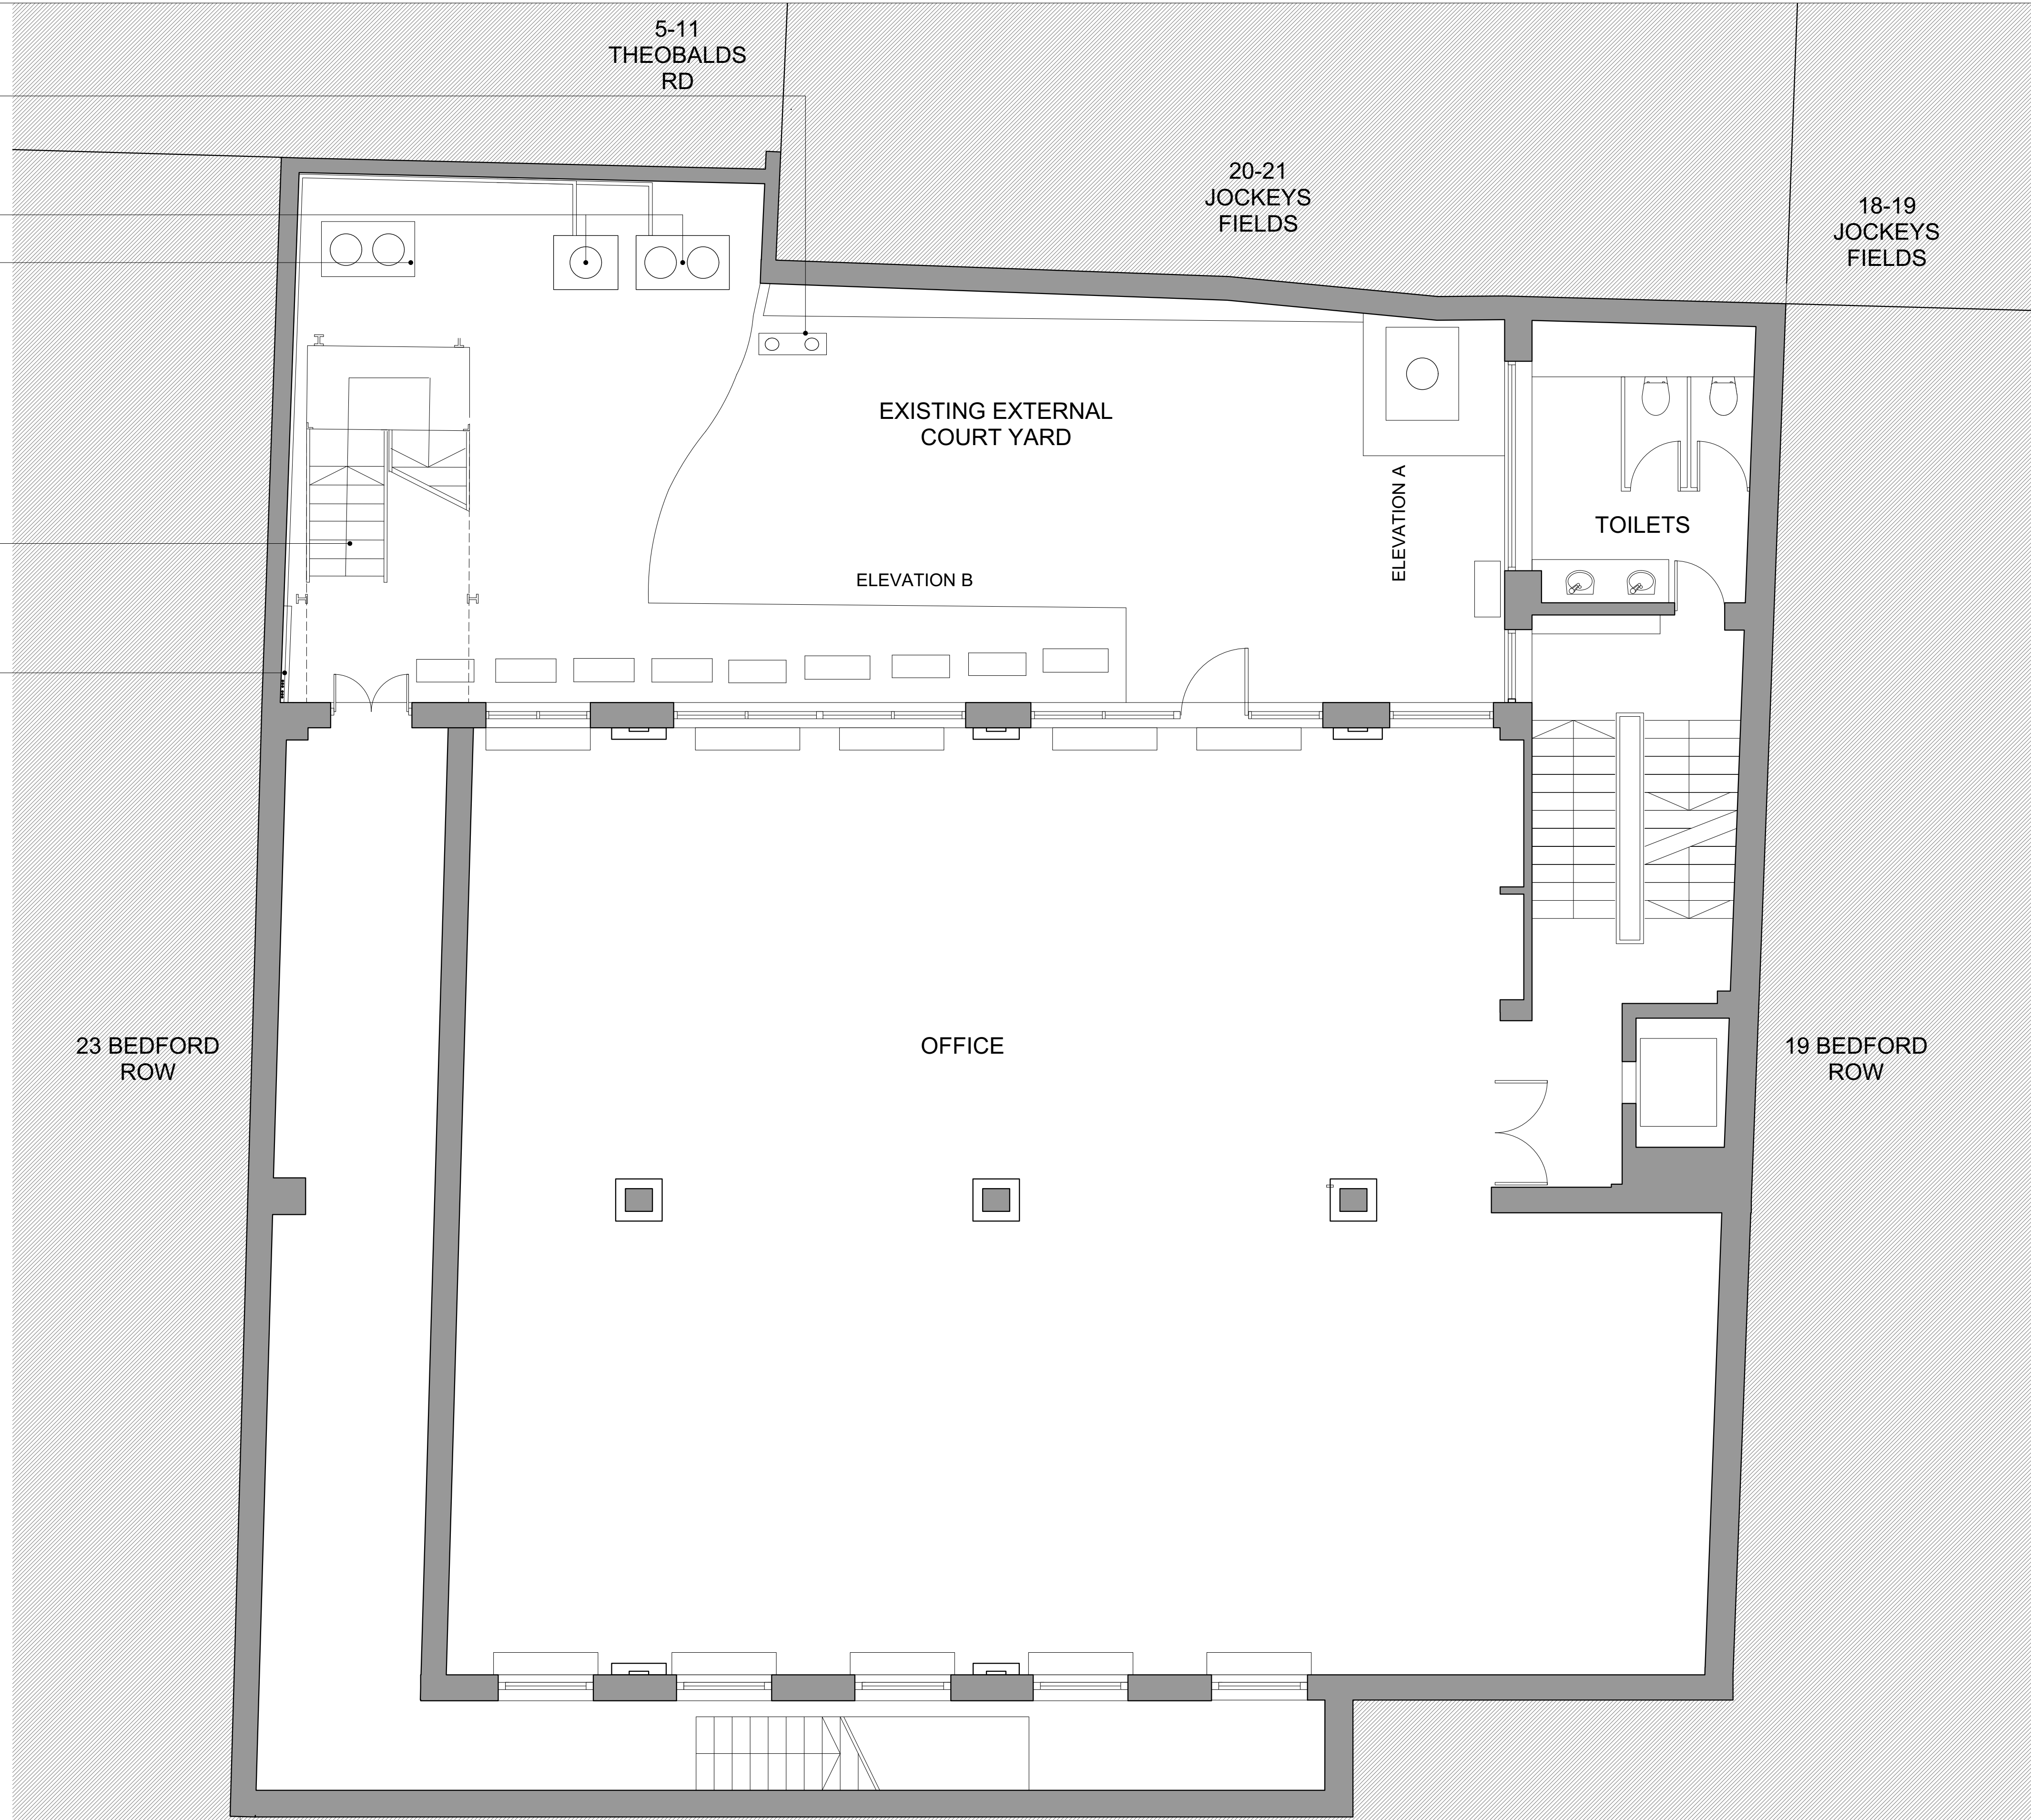 5-11
THEOBALDS
RD
20-21
JOCKEYS
FIELDS
18-19
JOCKEYS
FIELDS
EXISTING EXTERNAL
COURT YARD
ELEVATION A
TOILETS
ELEVATION B
23 BEDFORD
ROW
OFFICE
19 BEDFORD
ROW